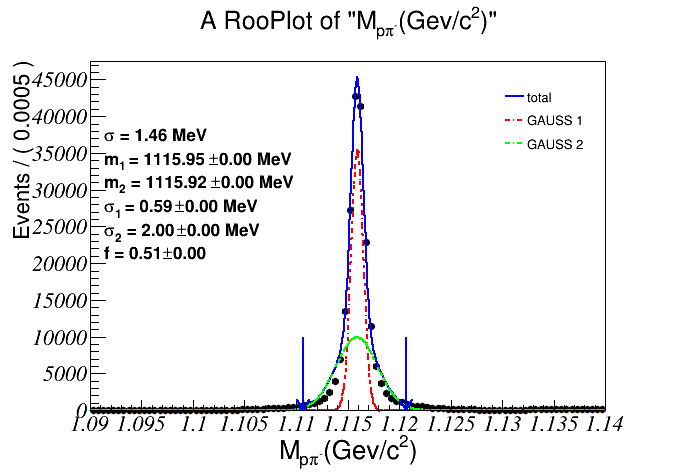 A RooPlot of "M_{pπ⁻}(Gev/c²)"
Events / ( 0.0005 )
45000
40000
35000
30000
25000
20000
15000
10000
5000
0
σ = 1.46 MeV
m₁ = 1115.95 ±0.00 MeV
m₂ = 1115.92 ±0.00 MeV
σ₁ = 0.59±0.00 MeV
σ₂ = 2.00±0.00 MeV
f = 0.51±0.00
total
GAUSS 1
GAUSS 2
1.09 1.095 1.1 1.105 1.11 1.115 1.12 1.125 1.13 1.135 1.14
M_{pπ⁻}(Gev/c²)